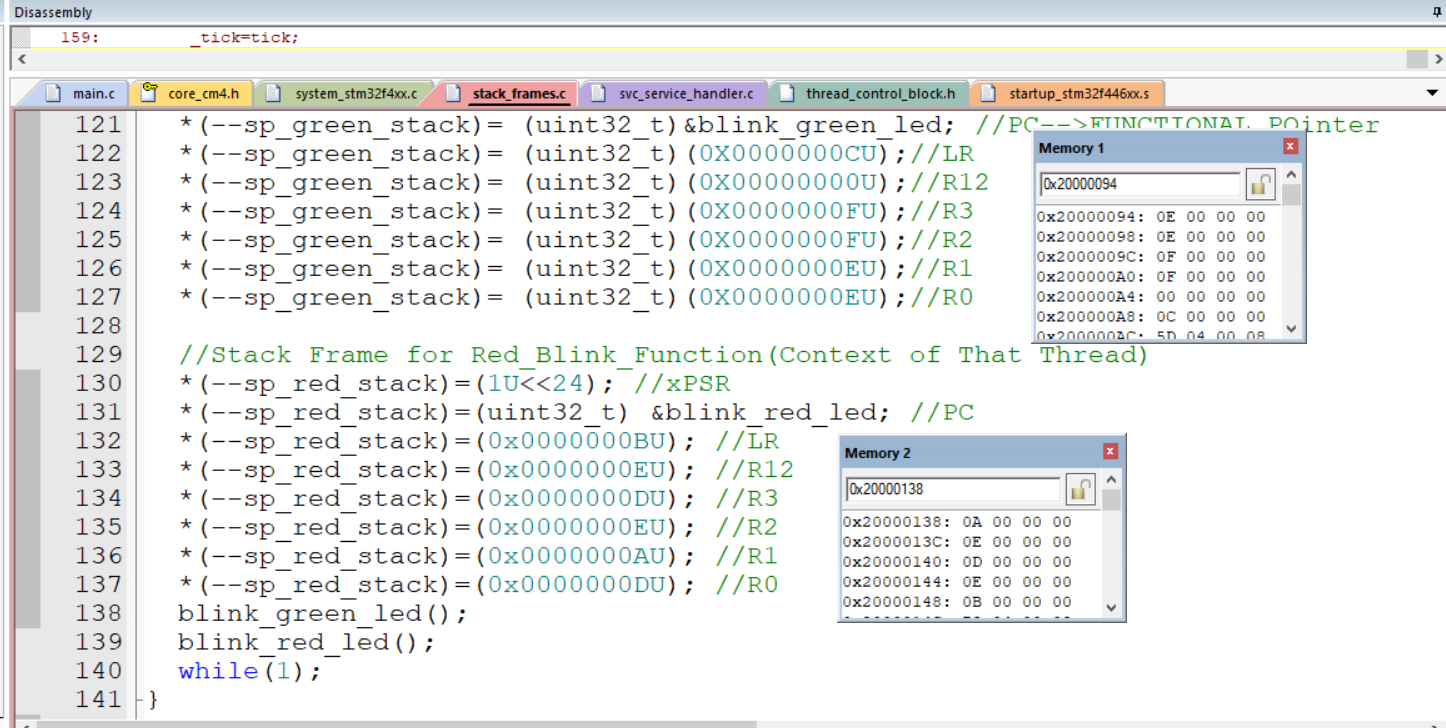 Disassembly
159: _tick=tick;
main.c core_cm4.h system_stm32f4xx.c stack_frames.c svc_service_handler.c thread_control_block.h startup_stm32f446xx.s
121 *(--sp_green_stack)= (uint32_t)&blink_green_led; //PC-->FUNCTIONAL POinter
122 *(--sp_green_stack)= (uint32_t)(0X0000000CU);//LR
123 *(--sp_green_stack)= (uint32_t)(0X00000000U);//R12
124 *(--sp_green_stack)= (uint32_t)(0X0000000FU);//R3
125 *(--sp_green_stack)= (uint32_t)(0X0000000FU);//R2
126 *(--sp_green_stack)= (uint32_t)(0X0000000EU);//R1
127 *(--sp_green_stack)= (uint32_t)(0X0000000EU);//R0
128
129 //Stack Frame for Red_Blink_Function(Context of That Thread)
130 *(--sp_red_stack)=(1U<<24); //xPSR
131 *(--sp_red_stack)=(uint32_t) &blink_red_led; //PC
132 *(--sp_red_stack)=(0x0000000BU); //LR
133 *(--sp_red_stack)=(0x0000000EU); //R12
134 *(--sp_red_stack)=(0x0000000DU); //R3
135 *(--sp_red_stack)=(0x0000000EU); //R2
136 *(--sp_red_stack)=(0x0000000AU); //R1
137 *(--sp_red_stack)=(0x0000000DU); //R0
138 blink_green_led();
139 blink_red_led();
140 while(1);
141 }
Memory 1
0x20000094
0x20000094: 0E 00 00 00
0x20000098: 0E 00 00 00
0x2000009C: 0F 00 00 00
0x200000A0: 0F 00 00 00
0x200000A4: 00 00 00 00
0x200000A8: 0C 00 00 00
0x200000AC: 5D 04 00 08
Memory 2
0x20000138
0x20000138: 0A 00 00 00
0x2000013C: 0E 00 00 00
0x20000140: 0D 00 00 00
0x20000144: 0E 00 00 00
0x20000148: 0B 00 00 00